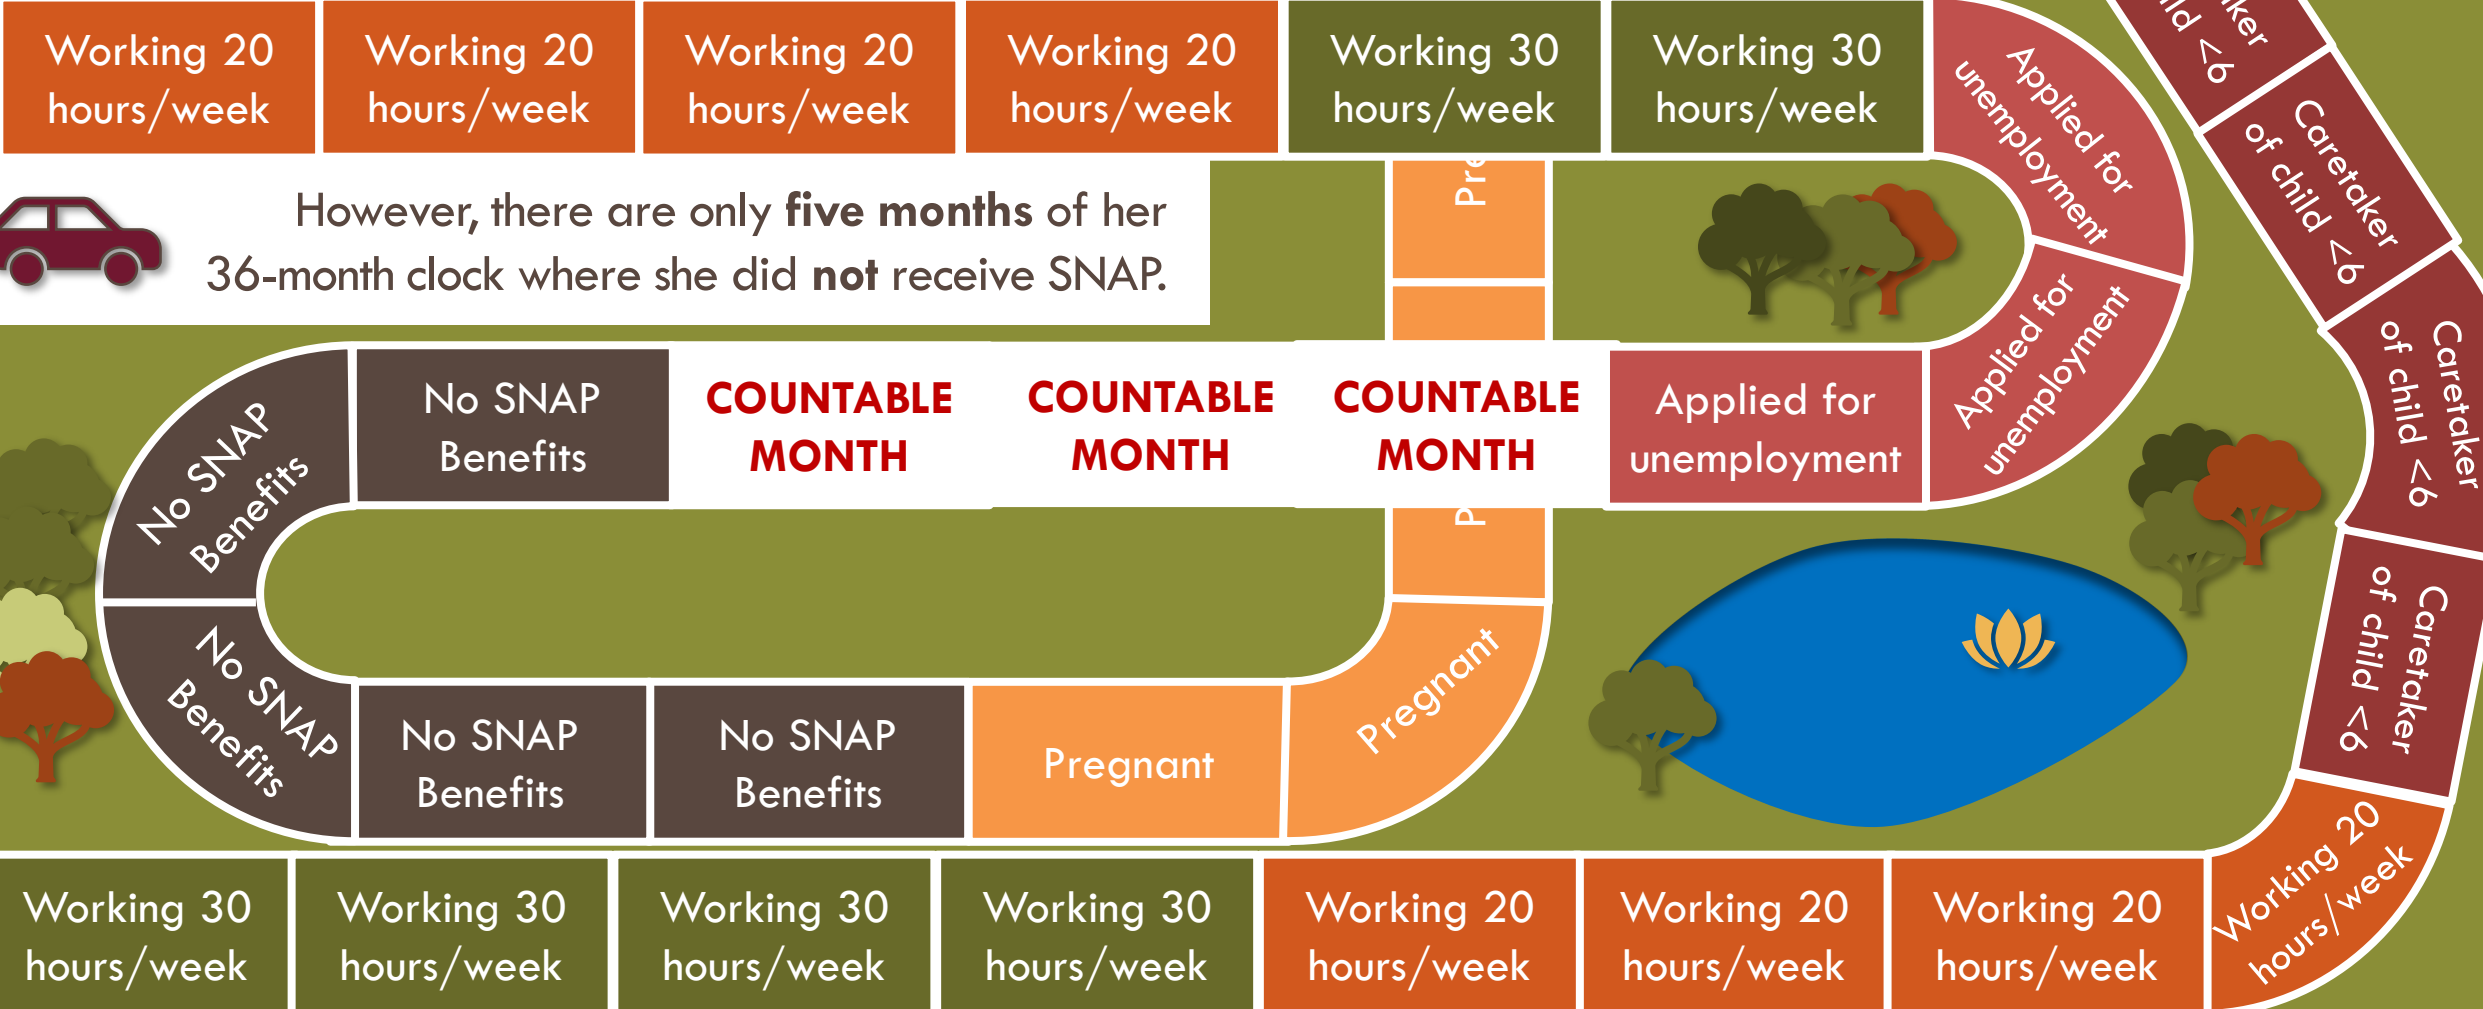 Working 20
hours/week
Working 20
hours/week
Working 20
hours/week
Working 20
hours/week
Working 30
hours/week
Working 30
hours/week
Applied for
unemployment
Applied for
unemployment
Applied for
unemployment
COUNTABLE
MONTH
COUNTABLE
MONTH
COUNTABLE
MONTH
No SNAP
Benefits
No SNAP
Benefits
No SNAP
Benefits
No SNAP
Benefits
No SNAP
Benefits
Pregnant
Pregnant
However, there are only five months of her
36-month clock where she did not receive SNAP.
<6
Caretaker
of child <6
Caretaker
of child <6
Caretaker
of child <6
Working 20
hours/week
Working 20
hours/week
Working 20
hours/week
Working 20
hours/week
Working 30
hours/week
Working 30
hours/week
Working 30
hours/week
Working 30
hours/week